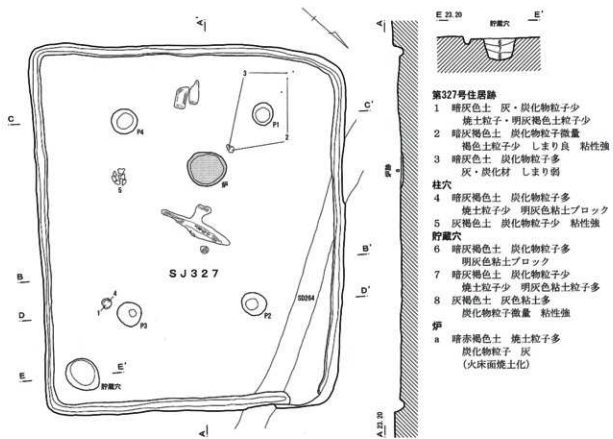 A
A'
E 23.20
E'
貯蔵穴
3
P1
2
C
C'
P4
5
炉
炉跡
a
SJ327
B
B'
D
D'
SD264
4
1
P3
P2
E
E'
貯蔵穴
A
A 23.20
第327号住居跡
1 暗灰色土 灰・炭化物粒子少
焼土粒子・明灰褐色土粒子少
2 暗灰褐色土 炭化物粒子微量
褐色土粒子少 しまり良 粘性強
3 暗灰色土 炭化物粒子多
灰・炭化材 しまり弱
柱穴
4 暗灰褐色土 炭化物粒子多
焼土粒子少 明灰色粘土ブロック
5 灰褐色土 炭化物粒子少 粘性強
貯蔵穴
6 暗灰褐色土 炭化物粒子多
明灰色粘土ブロック
7 暗灰褐色土 炭化物粒子少
焼土粒子少 明灰色粘土粒子多
8 灰褐色土 灰色粘土多
炭化物粒子微量 粘性強
炉
a 暗赤褐色土 焼土粒子多
炭化物粒子 灰
(火床面焼土化)